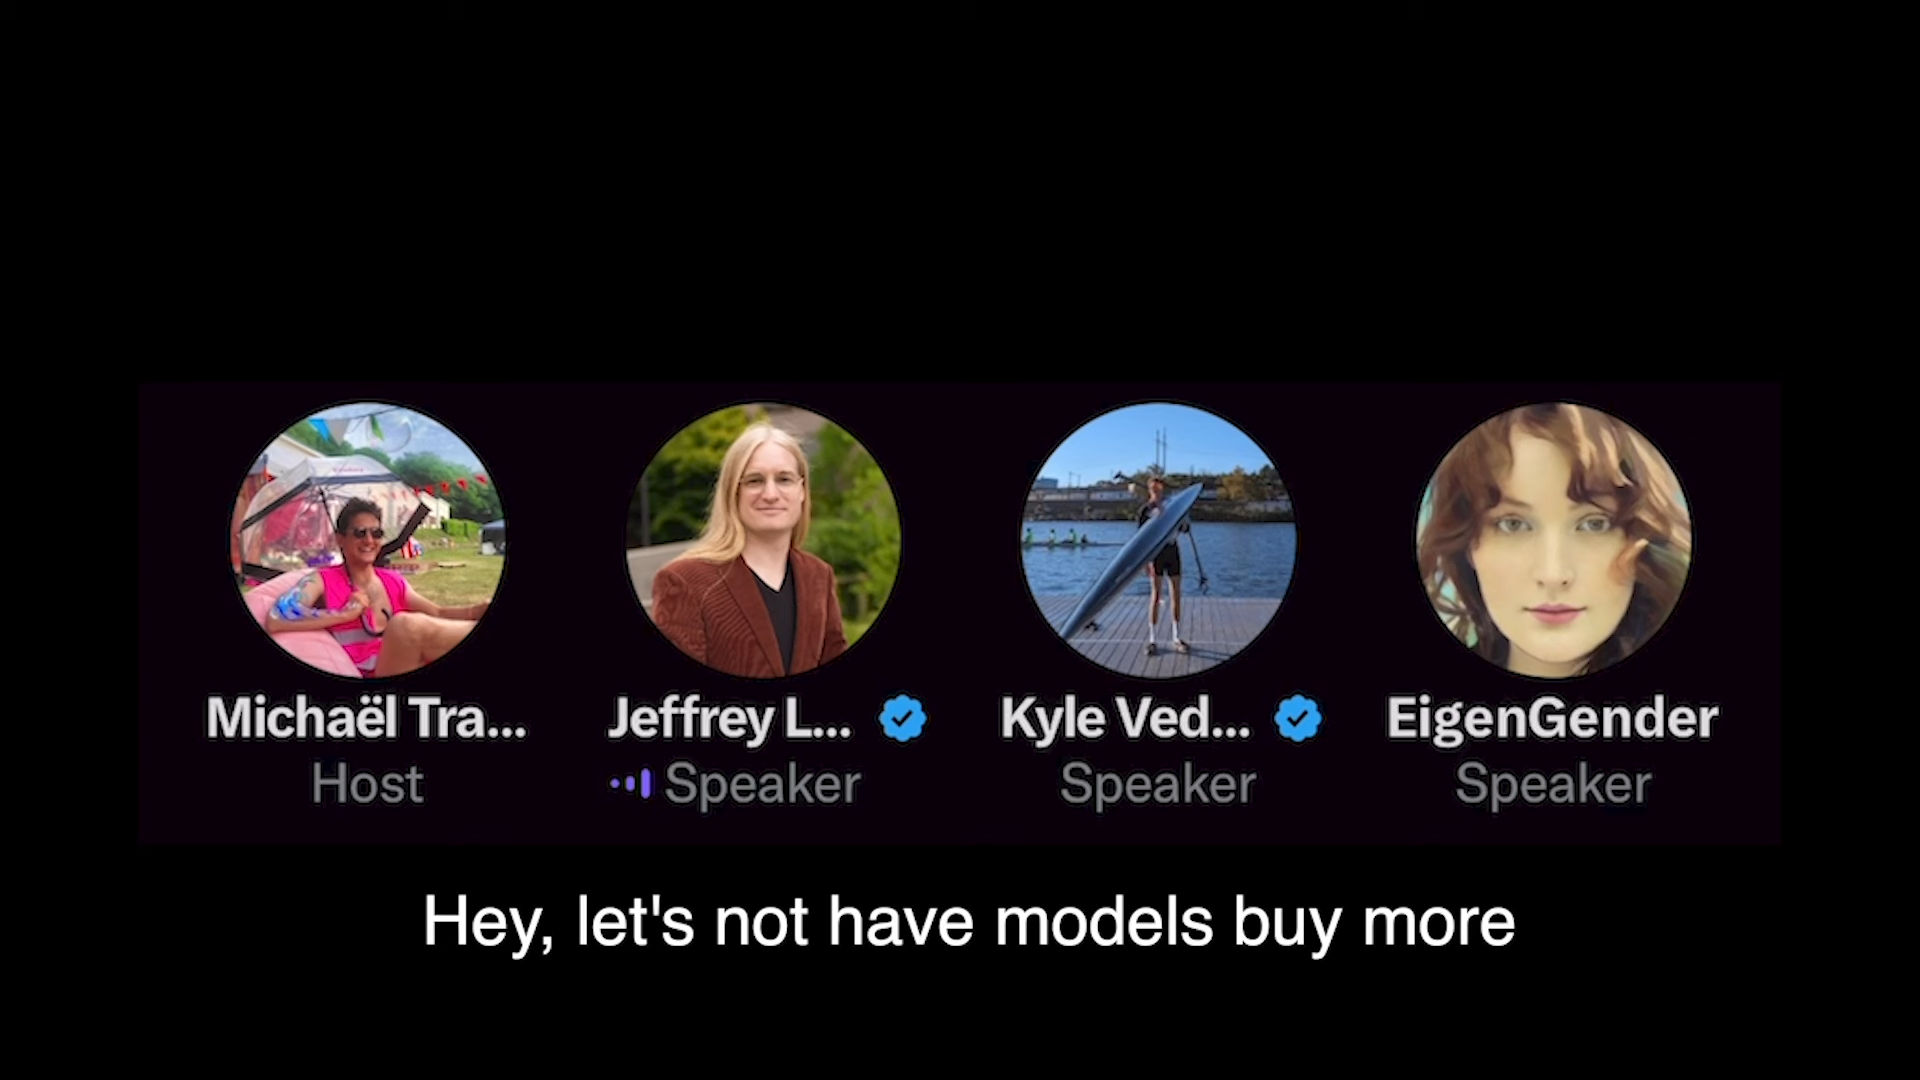 Michaël Tra...
Jeffrey L...
Kyle Ved...
EigenGender
Host
Speaker
Speaker
Speaker
Hey, let's not have models buy more